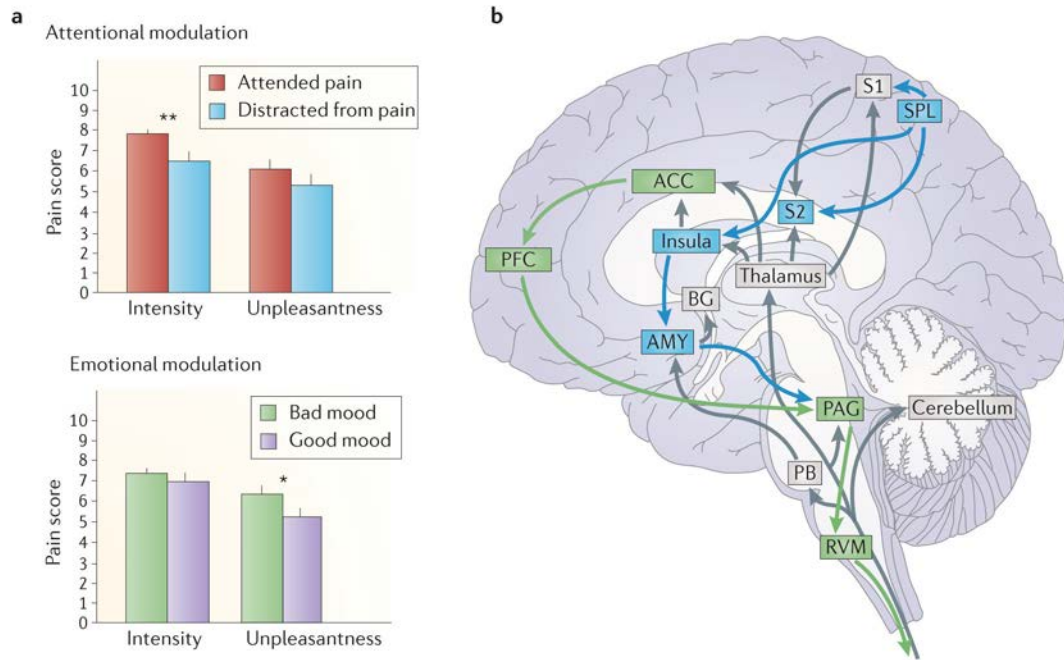 a
Attentional modulation
Attended pain
Distracted from pain
10
9
8
7
6
5
4
3
2
1
0
Pain score
**
Intensity Unpleasantness
Emotional modulation
Bad mood
Good mood
10
9
8
7
6
5
4
3
2
1
0
Pain score
*
Intensity Unpleasantness
b
S1
SPL
ACC
S2
Insula
PFC
Thalamus
BG
AMY
PAG
Cerebellum
PB
RVM